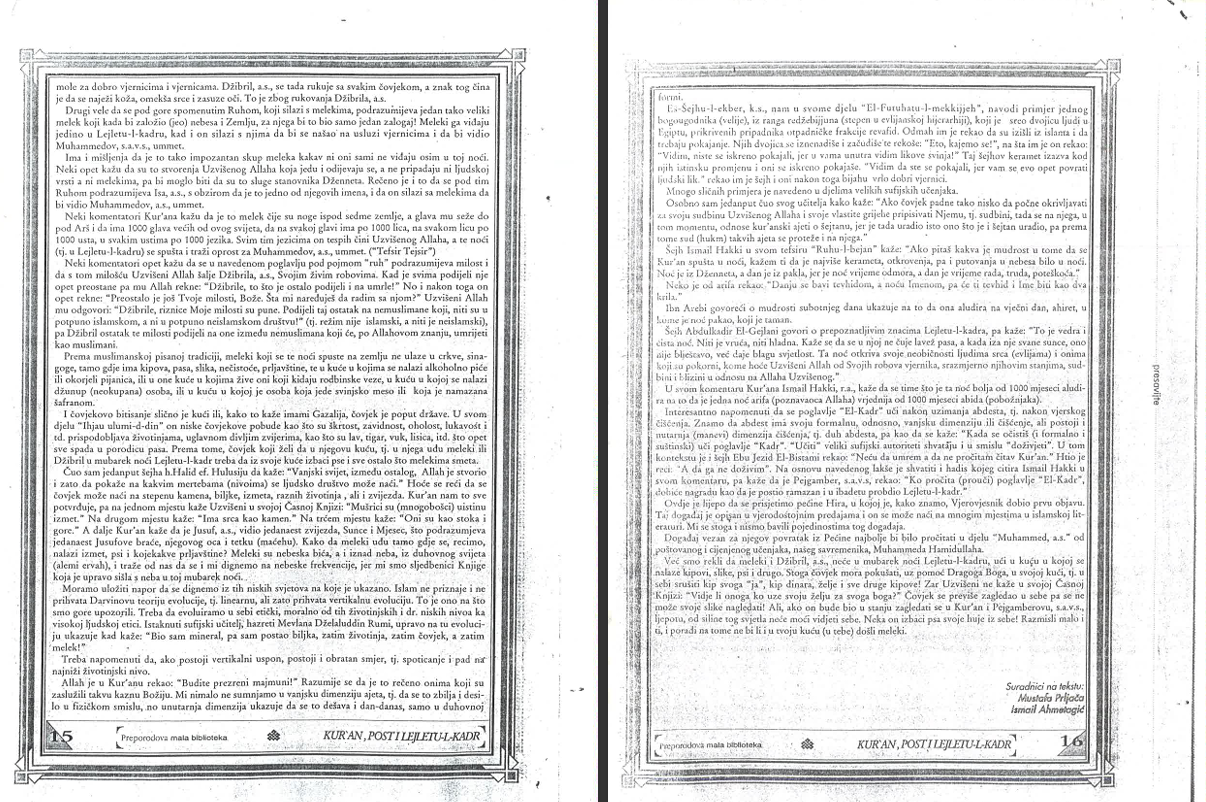 mole za dobro vjernicima i vjernicama. Džibril, a.s., se tada rukuje sa svakim čovjekom, a znak tog čina
je da se naježi koža, omekša srce i zasuze oči. To je zbog rukovanja Džibrila, a.s.
Drugi vele da se pod gore spomenutim Ruhom, koji silazi s melekima, podrazumijeva jedan tako veliki
melek koji kada bi založio (jeo) nebesa i Zemlju, za njega bi to bio samo jedan zalogaj! Meleki ga viđaju
jedino u Lejletu-l-kadru, kad i on silazi s njima da bi se našao na usluzi vjernicima i da bi vidio
Muhammedov, s.a.v.s., ummet.
Ima i mišljenja da je to tako impozantan skup meleka kakav ni oni sami ne viđaju osim u toj noći.
Neki opet kažu da su to stvorenja Uzvišenog Allaha koja jedu i odijevaju se, a ne pripadaju ni ljudskoj
vrsti a ni melekima, pa bi moglo biti da su to sluge stanovnika Dženneta. Rečeno je i to da se pod tim
Ruhom podrazumijeva Isa, a.s., s obzirom da je to jedno od njegovih imena, i da on silazi sa melekima da
bi vidio Muhammedov, a.s., ummet.
Neki komentatori Kur'ana kažu da je to melek čije su noge ispod sedme zemlje, a glava mu seže do
pod Arš i da ima 1000 glava većih od ovog svijeta, da na svakoj glavi ima po 1000 lica, na svakom licu po
1000 usta, u svakim ustima po 1000 jezika. Svim tim jezicima on tespih čini Uzvišenog Allaha, a te noći
(tj. u Lejletu-l-kadru) se spušta i traži oprost za Muhammedov, a.s., ummet. ("Tefsir Tejsir")
Neki komentatori opet kažu da se u navedenom poglavlju pod pojmom "ruh" podrazumijeva milost i
da s tom milošću Uzvišeni Allah šalje Džibrila, a.s., Svojim živim robovima. Kad je svima podijeli nje
opet preostane pa mu Allah rekne: "Džibrile, to što je ostalo podijeli i na umrle!" No i nakon toga on
opet rekne: "Preostalo je još Tvoje milosti, Bože. Šta mi naređuješ da radim sa njom?" Uzvišeni Allah
mu odgovori: "Džibrile, riznice Moje milosti su pune. Podijeli taj ostatak na nemuslimane koji, niti su u
potpuno islamskom, a ni u potpuno neislamskom društvu!" (tj. režim nije islamski, a niti je neislamski),
pa Džibril ostatak te milosti podijeli na one između nemuslimana koji će, po Allahovom znanju, umrijeti
kao muslimani.
Prema muslimanskoj pisanoj tradiciji, meleki koji se te noći spuste na zemlju ne ulaze u crkve, sina-
goge, tamo gdje ima kipova, pasa, slika, nečistoće, prljavštine, te u kuće u kojima se nalazi alkoholno piće
ili okorjeli pijanica, ili u one kuće u kojima žive oni koji kidaju rodbinske veze, u kuću u kojoj se nalazi
džunup (neokupana) osoba, ili u kuću u kojoj je osoba koja jede svinjsko meso ili koja je namazana
šafranom.
I čovjekovo bitisanje slično je kući ili, kako to kaže imami Gazalija, čovjek je poput države. U svom
djelu "Ihjau ulumi-d-din" on niske čovjekove pobude kao što su škrtost, zavidnost, oholost, lukavost i
td. prispodobljava životinjama, uglavnom divljim zvijerima, kao što su lav, tigar, vuk, lisica, itd. što opet
sve spada u porodicu pasa. Prema tome, čovjek koji želi da u njegovu kuću, tj. u njega uđu meleki ili
Džibril u mubarek noći Lejletu-l-kadr treba da iz svoje kuće izbaci pse i sve ostalo što melekima smeta.
Čuo sam jedanput šejha h.Halid ef. Hulusiju da kaže: "Vanjski svijet, između ostalog, Allah je stvorio
i zato da pokaže na kakvim mertebama (nivoima) se ljudsko društvo može naći." Hoće se reći da se
čovjek može naći na stepenu kamena, biljke, izmeta, raznih životinja , ali i zvijezda. Kur'an nam to sve
potvrđuje, pa na jednom mjestu kaže Uzvišeni u svojoj Časnoj Knjizi: "Mušrici su (mnogobošci) uistinu
izmet." Na drugom mjestu kaže: "Ima srca kao kamen." Na trćem mjestu kaže: "Oni su kao stoka i
gore." A dalje Kur'an kaže da je Jusuf, a.s., vidio jedanaest zvijezda, Sunce i Mjesec, što podrazumjeva
jedanaest Jusufove braće, njegovog oca i tetku (maćehu). Kako da meleki uđu tamo gdje se, recimo,
nalazi izmet, psi i kojekakve prljavštine? Meleki su nebeska bića, a i iznad neba, iz duhovnog svijeta
(alemi ervah), i traže od nas da se i mi dignemo na nebeske frekvencije, jer mi smo sljedbenici Knjige
koja je upravo sišla s neba u toj mubarek noći.
Moramo uložiti napor da se dignemo iz tih niskih svjetova na koje je ukazano. Islam ne priznaje i ne
prihvata Darvinovu teoriju evolucije, tj. linearnu, ali zato prihvata vertikalnu evoluciju. To je ono na što
smo gore upozorili. Treba da evoluiramo u sebi etički, moralno od tih životinjskih i dr. niskih nivoa ka
visokoj ljudskoj etici. Istaknuti sufijski učitelj, hazreti Mevlana Dželaluddin Rumi, upravo na tu evoluci-
ju ukazuje kad kaže: "Bio sam mineral, pa sam postao biljka, zatim životinja, zatim čovjek, a zatim
melek!"
Treba napomenuti da, ako postoji vertikalni uspon, postoji i obratan smjer, tj. spoticanje i pad na
najniži životinjski nivo.
Allah je u Kur'anu rekao: "Budite prezreni majmuni!" Razumije se da je to rečeno onima koji su
zaslužili takvu kaznu Božiju. Mi nimalo ne sumnjamo u vanjsku dimenziju ajeta, tj. da se to zbilja i desi-
lo u fizičkom smislu, no unutarnja dimenzija ukazuje da se to dešava i dan-danas, samo u duhovnoj
15
Preporodova mala biblioteka
KUR'AN, POST I LEJLETU-L-KADR
formi.
Eš-Šejhu-l-ekber, k.s., nam u svome djelu "El-Futuhatu-l-mekkijjeh", navodi primjer jednog
bogougodnika (velije), iz ranga redžebijjuna (stepen u evlijanskoj hijerarhiji), koji je sreo dvojicu ljudi u
Egiptu, prikrivenih pripadnika otpadničke frakcije revafid. Odmah im je rekao da su izišli iz islama i da
trebaju pokajanje. Njih dvojica se iznenadiše i začudiše te rekoše: "Eto, kajemo se!", na šta im je on rekao:
"Vidim, niste se iskreno pokajali, jer u vama unutra vidim likove svinja!" Taj šejhov keramet izazva kod
njih istinsku promjenu i oni se iskreno pokajaše. "Vidim da ste se pokajali, jer vam se evo opet povrati
ljudski lik." rekao im je šejh i oni nakon toga bijahu vrlo dobri vjernici.
Mnogo sličnih primjera je navedeno u djelima velikih sufijskih učenjaka.
Osobno sam jedanput čuo svog učitelja kako kaže: "Ako čovjek padne tako nisko da počne okrivljavati
za svoju sudbinu Uzvišenog Allaha i svoje vlastite grijehe pripisivati Njemu, tj. sudbini, tada se na njega, u
tom momentu, odnose kur'anski ajeti o šejtanu, jer je tada uradio isto ono što je i šejtan uradio, pa prema
tome sud (hukm) takvih ajeta se proteže i na njega."
Šejh Ismail Hakki u svom tefsiru "Ruhu-l-bejan" kaže: "Ako pitaš kakva je mudrost u tome da se
Kur'an spušta u noći, kažem ti da je najviše kerameta, otkrovenja, pa i putovanja u nebesa bilo u noći.
Noć je iz Dženneta, a dan je iz pakla, jer je noć vrijeme odmora, a dan je vrijeme rada, truda, poteškoća."
Neko je od arifa rekao: "Danju se bavi tevhidom, a noću Imenom, pa će ti tevhid i Ime biti kao dva
krila."
Ibn Arebi govoreći o mudrosti subotnjeg dana ukazuje na to da ona aludira na vječni dan, ahiret, u
kome je noć pakao, koji je taman.
Šejh Abdulkadir El-Gejlani govori o prepoznatljivim znacima Lejletu-l-kadra, pa kaže: "To je vedra i
čista noć. Niti je vruća, niti hladna. Kaže se da se u njoj ne čuje lavež pasa, a kada iza nje svane sunce, ono
nije blještavo, već daje blagu svjetlost. Ta noć otkriva svoje neobičnosti ljudima srca (evlijama) i onima
koji su pokorni, kome hoće Uzvišeni Allah od Svojih robova vjernika, srazmjerno njihovim stanjima, sud-
bini i blizini u odnosu na Allaha Uzvišenog."
U svom komentaru Kur'ana Ismail Hakki, r.a., kaže da se time što je ta noć bolja od 1000 mjeseci aludi-
ra na to da je jedna noć arifa (poznavaoca Allaha) vrjednija od 1000 mjeseci abida (pobožnjaka).
Interesantno napomenuti da se poglavlje "El-Kadr" uči nakon uzimanja abdesta, tj. nakon vjerskog
čišćenja. Znamo da abdest ima svoju formalnu, odnosno, vanjsku dimenziju ili čišćenje, ali postoji i
nutarnja (manevi) dimenzija čišćenja, tj. duh abdesta, pa kao da se kaže: "Kada se očistiš (i formalno i
suštinski) uči poglavlje "Kadr". "Učiti" veliki sufijski autoriteti shvataju i u smislu "doživjeti". U tom
kontekstu je i šejh Ebu Jezid El-Bistami rekao: "Neću da umrem a da ne pročitam čitav Kur'an." Htio je
reći: "A da ga ne doživim". Na osnovu navedenog lakše je shvatiti i hadis kojeg citira Ismail Hakki u
svom komentaru, pa kaže da je Pejgamber, s.a.v.s, rekao: "Ko pročita (prouči) poglavlje "El-Kadr",
dobiće nagradu kao da je postio ramazan i u ibadetu probdio Lejletu-l-kadr."
Ovdje je lijepo da se prisjetimo pećine Hira, u kojoj je, kako znamo, Vjerovjesnik dobio prvu objavu.
Taj događaj je opisan u vjerodostojnim predajama i on se može naći na mnogim mjestima u islamskoj lit-
eraturi. Mi se stoga i nismo bavili pojedinostima tog događaja.
Događaj vezan za njegov povratak iz Pećine najbolje bi bilo pročitati u djelu "Muhammed, a.s." od
poštovanog i cijenjenog učenjaka, našeg savremenika, Muhammeda Hamidullaha.
Već smo rekli da meleki i Džibril, a.s., neće u mubarek noći Lejletu-l-kadr, ući u kuću u kojoj se
nalaze kipovi, slike, psi i drugo. Stoga čovjek mora pokušati, uz pomoć Dragoga Boga, u svojoj kući, tj. u
sebi srušiti kip svoga "ja", kip dinara, želje i sve druge kipove! Zar Uzvišeni ne kaže u svojoj Časnoj
Knjizi: "Vidje li onoga ko uze svoju želju za svoga boga?" Čovjek se previše zagledao u sebe pa se ne
može svoje slike nagledati! Ali, ako on bude bio u stanju zagledati se u Kur'an i Pejgamberovu, s.a.v.s.,
ljepotu, od siline tog svjetla neće moći vidjeti sebe. Neka on izbaci psa svoje huje iz sebe! Razmisli malo i
ti, i poradi na tome ne bi li i u tvoju kuću (u tebe) došli meleki.
Suradnici na tekstu:
Mustafa Prljača
Ismail Ahmetagić
Preporodova mala biblioteka
KUR'AN, POST I LEJLETU-L-KADR
16
presovijte